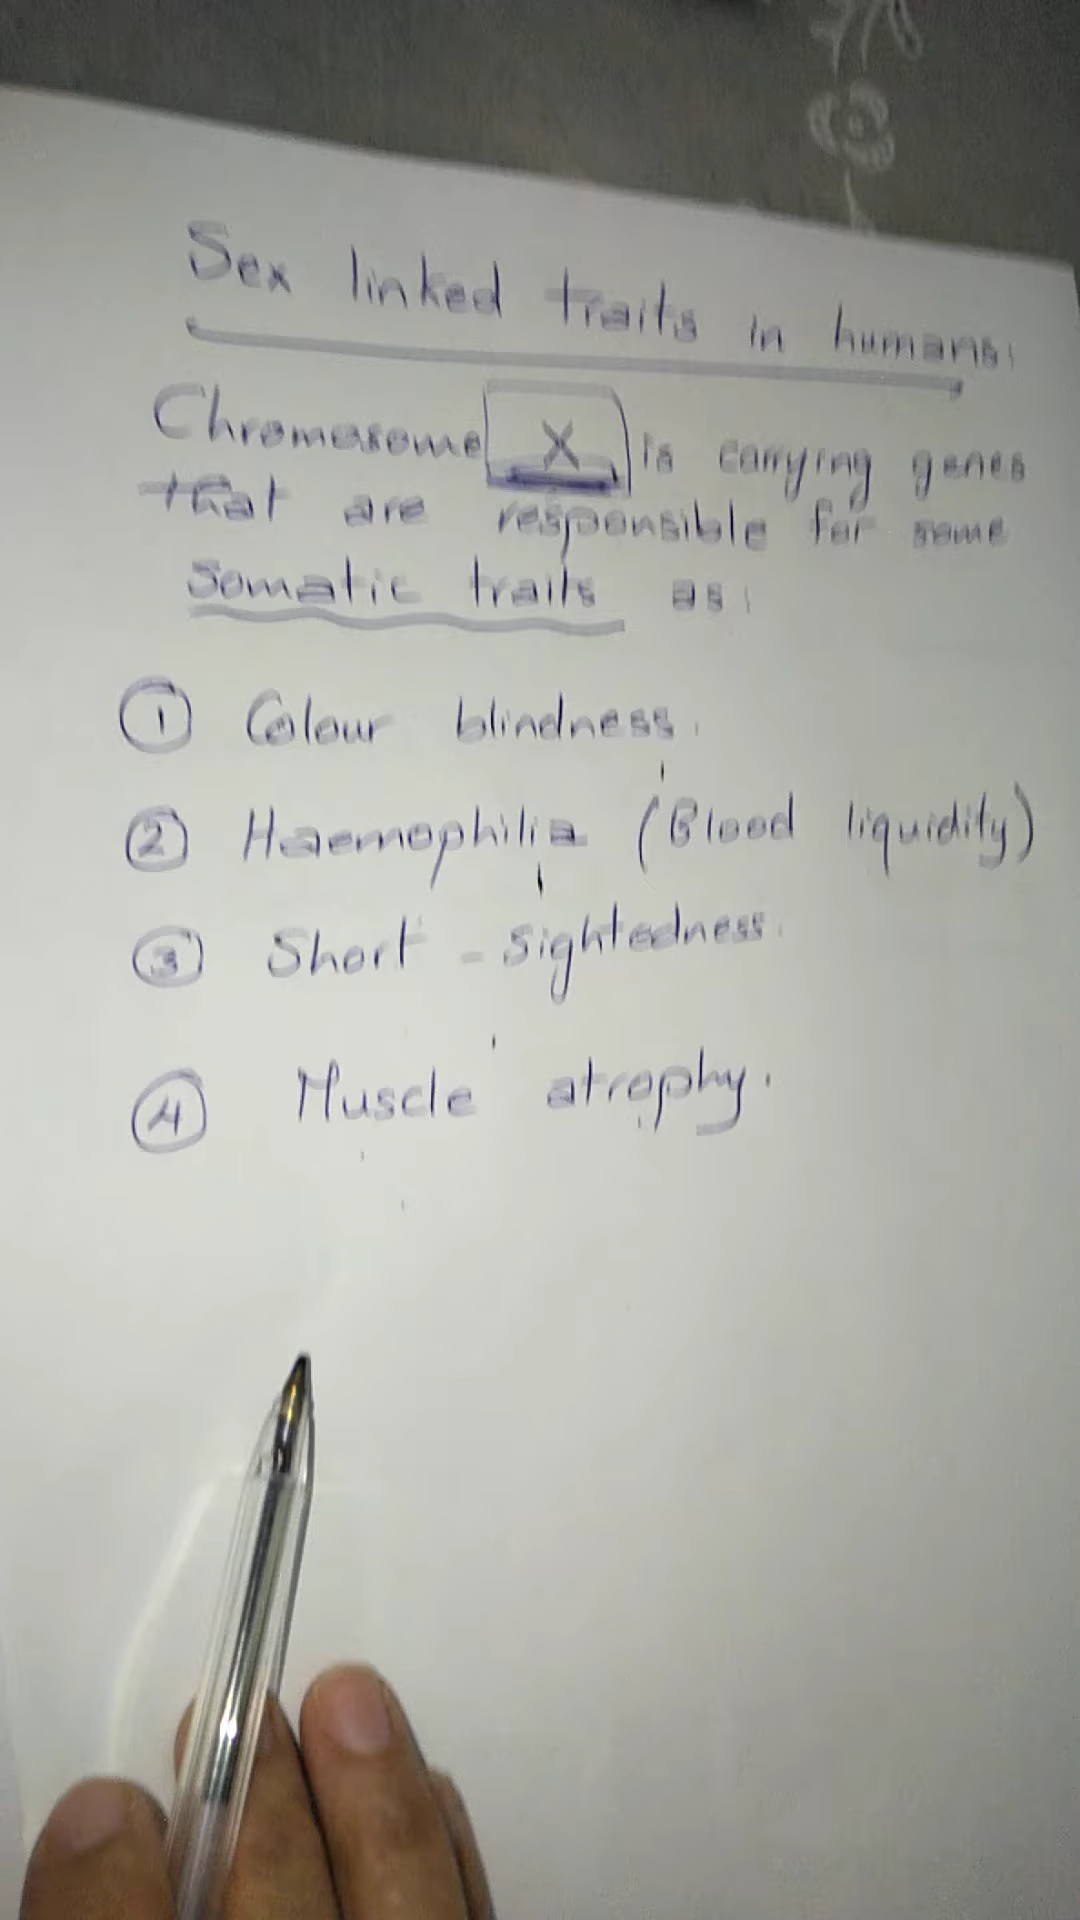 Sex linked traits in humans:
Chromosome X is carrying genes
that are responsible for some
somatic traits as:
① Colour blindness.
② Haemophilia (Blood liquidity)
③ Short-sightedness.
④ Muscle atrophy.